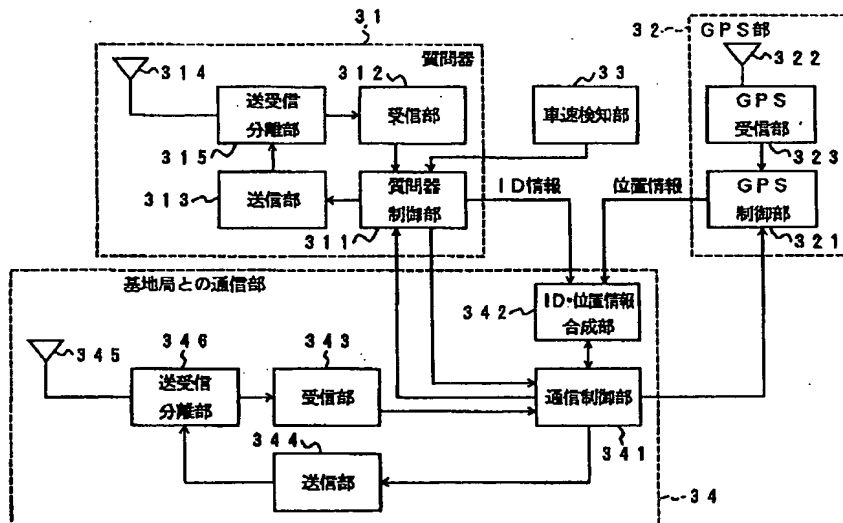 31
質問器
314
312
送受信
分離部
受信部
315
313
送信部
質問器
制御部
311
33
車速検知部
ID情報
位置情報
32
GPS部
322
GPS
受信部
323
GPS
制御部
321
基地局との通信部
342
ID・位置情報
合成部
345
346
送受信
分離部
343
受信部
通信制御部
341
344
送信部
34